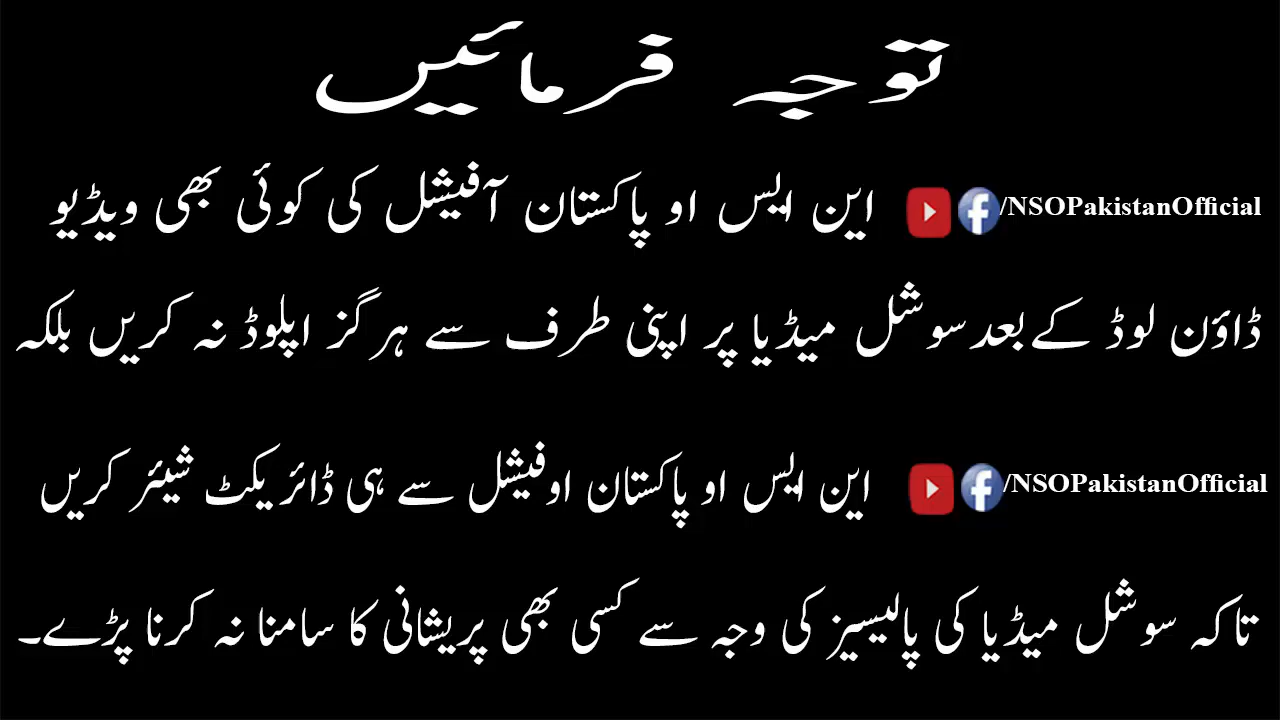 توجہ فرمائیں
/NSOPakistanOfficial این ایس او پاکستان آفیشل کی کوئی بھی ویڈیو
ڈاؤن لوڈ کے بعد سوشل میڈیا پر اپنی طرف سے ہرگز اپلوڈ نہ کریں بلکہ
/NSOPakistanOfficial این ایس او پاکستان اوفیشل سے ہی ڈائریکٹ شیئر کریں
تاکہ سوشل میڈیا کی پالیسیز کی وجہ سے کسی بھی پریشانی کا سامنا نہ کرنا پڑے۔